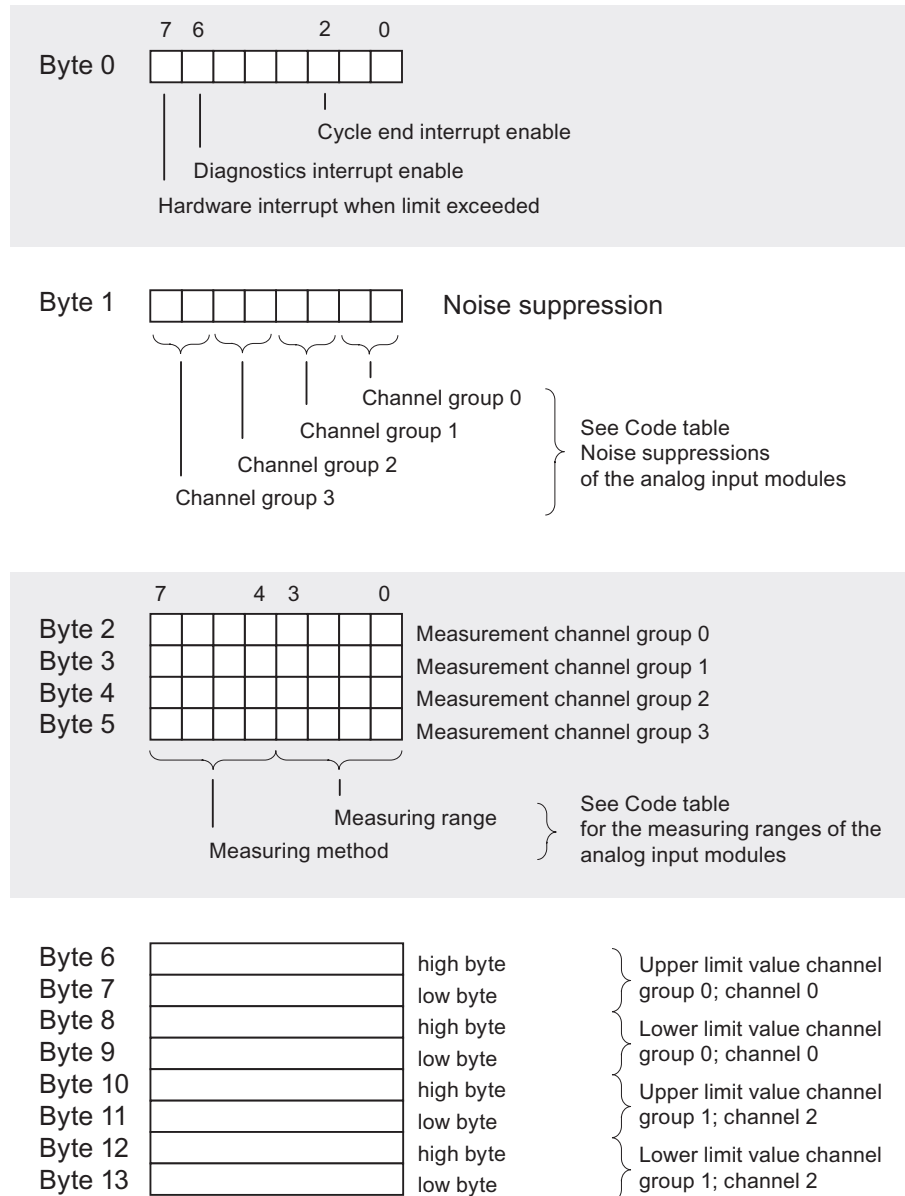 7 6 2 0
Byte 0
Cycle end interrupt enable
Diagnostics interrupt enable
Hardware interrupt when limit exceeded
Byte 1 Noise suppression
Channel group 0
Channel group 1
Channel group 2
Channel group 3
See Code table
Noise suppressions
of the analog input modules
7 4 3 0
Byte 2 Measurement channel group 0
Byte 3 Measurement channel group 1
Byte 4 Measurement channel group 2
Byte 5 Measurement channel group 3
Measuring range
Measuring method
See Code table
for the measuring ranges of the
analog input modules
Byte 6 high byte Upper limit value channel
Byte 7 low byte group 0; channel 0
Byte 8 high byte Lower limit value channel
Byte 9 low byte group 0; channel 0
Byte 10 high byte Upper limit value channel
Byte 11 low byte group 1; channel 2
Byte 12 high byte Lower limit value channel
Byte 13 low byte group 1; channel 2